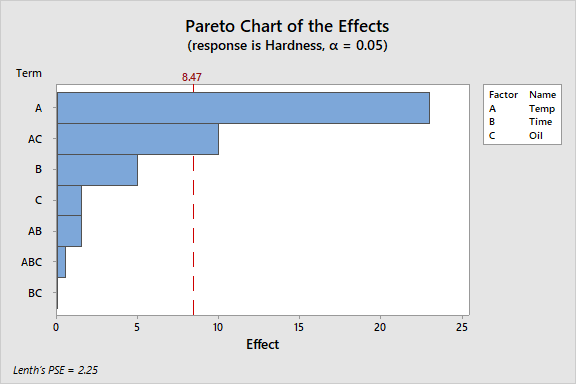 Pareto Chart of the Effects
(response is Hardness, α = 0.05)
Term
8.47
A
AC
B
C
AB
ABC
BC
0 5 10 15 20 25
Effect
Factor Name
A Temp
B Time
C Oil
Lenth's PSE = 2.25